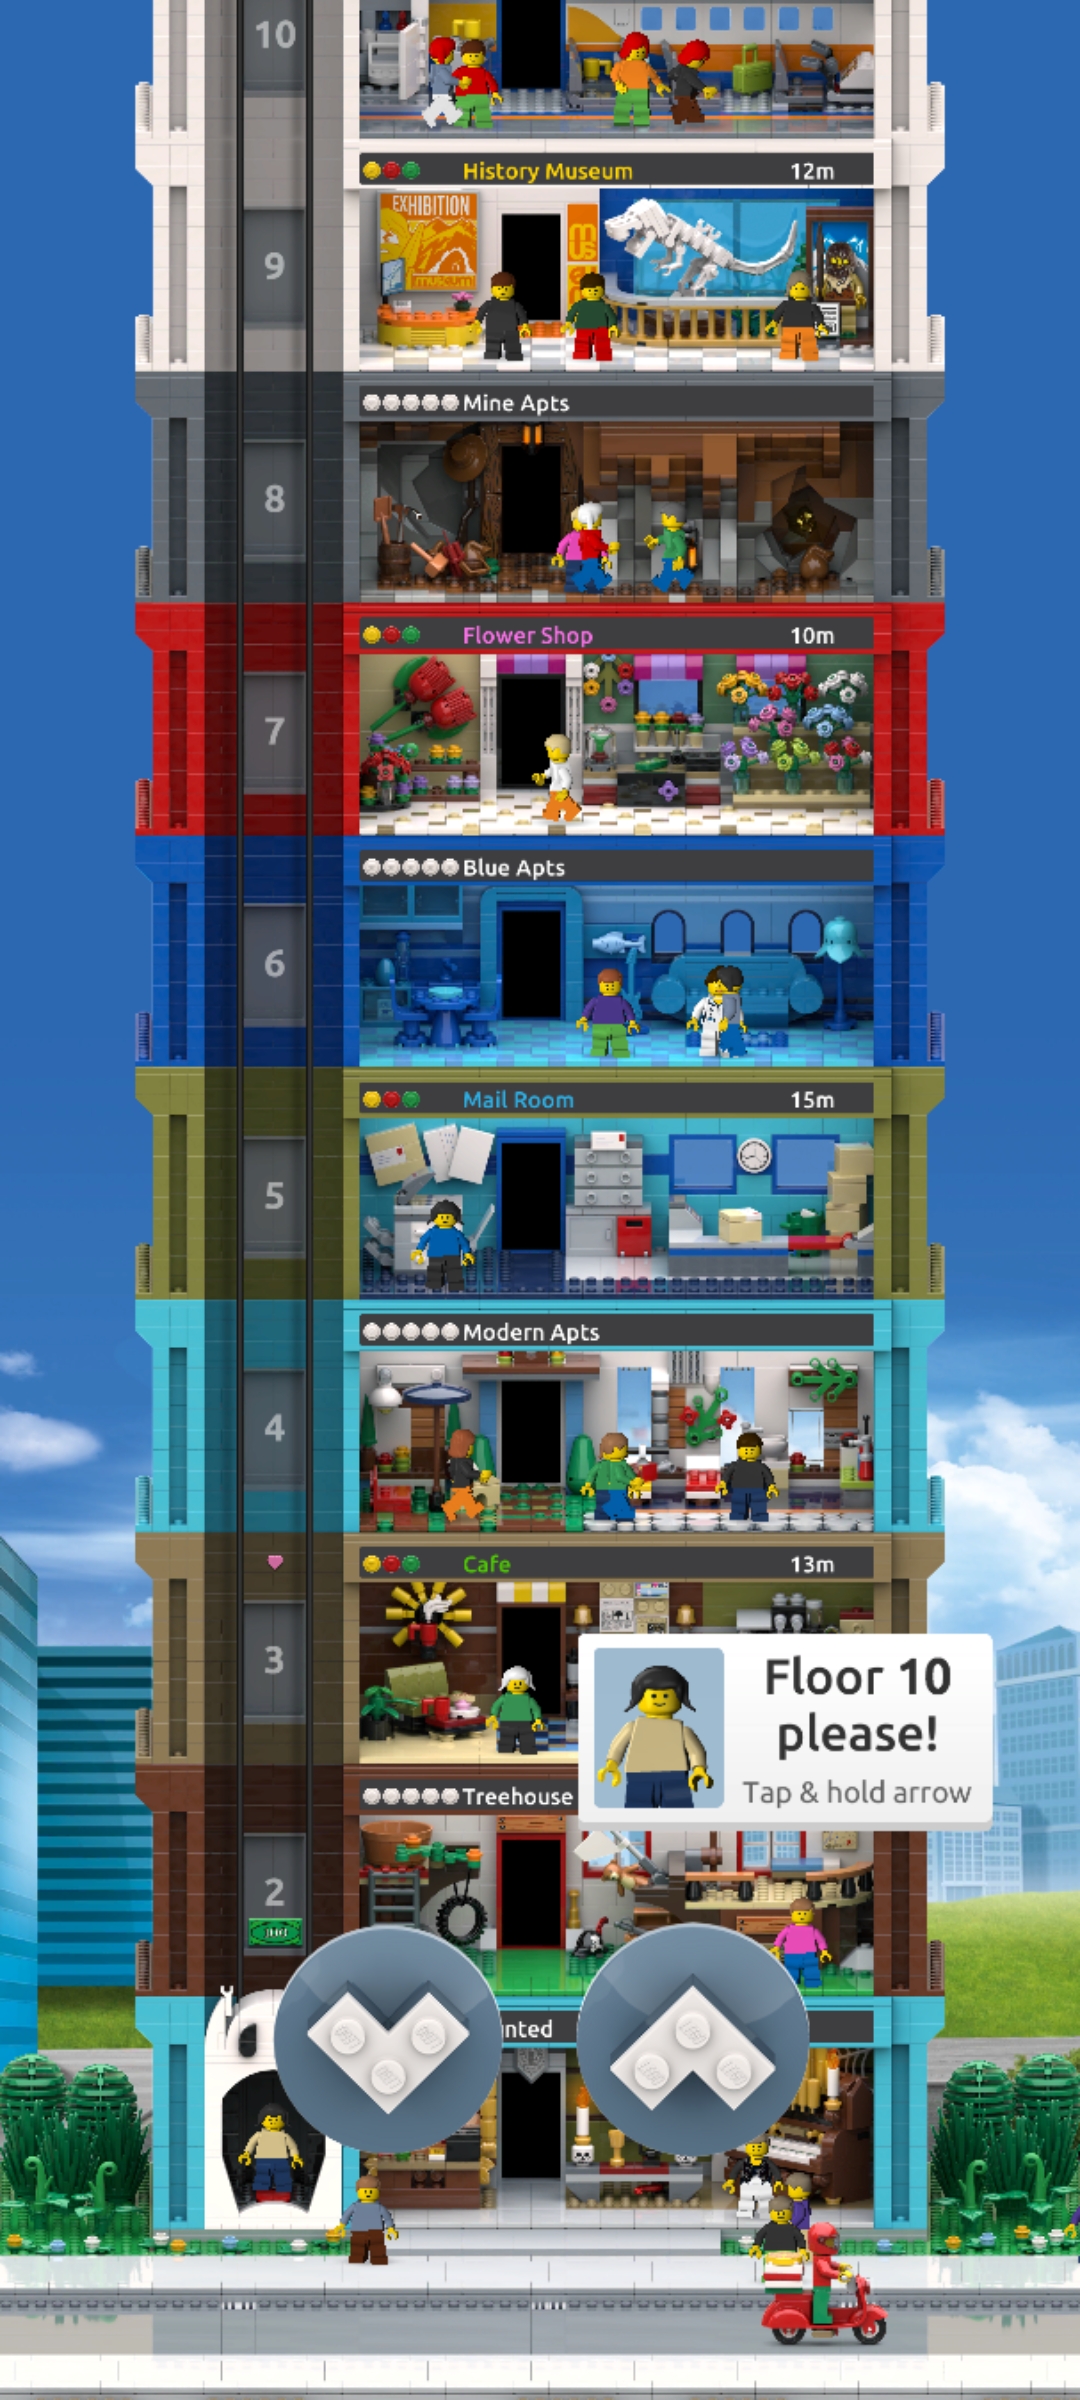 10
History Museum 12m
EXHIBITION
museum
9
Mine Apts
8
Flower Shop 10m
7
Blue Apts
6
Mail Room 15m
5
Modern Apts
4
Cafe 13m
3
Floor 10
please!
Tap & hold arrow
Treehouse
2
nted